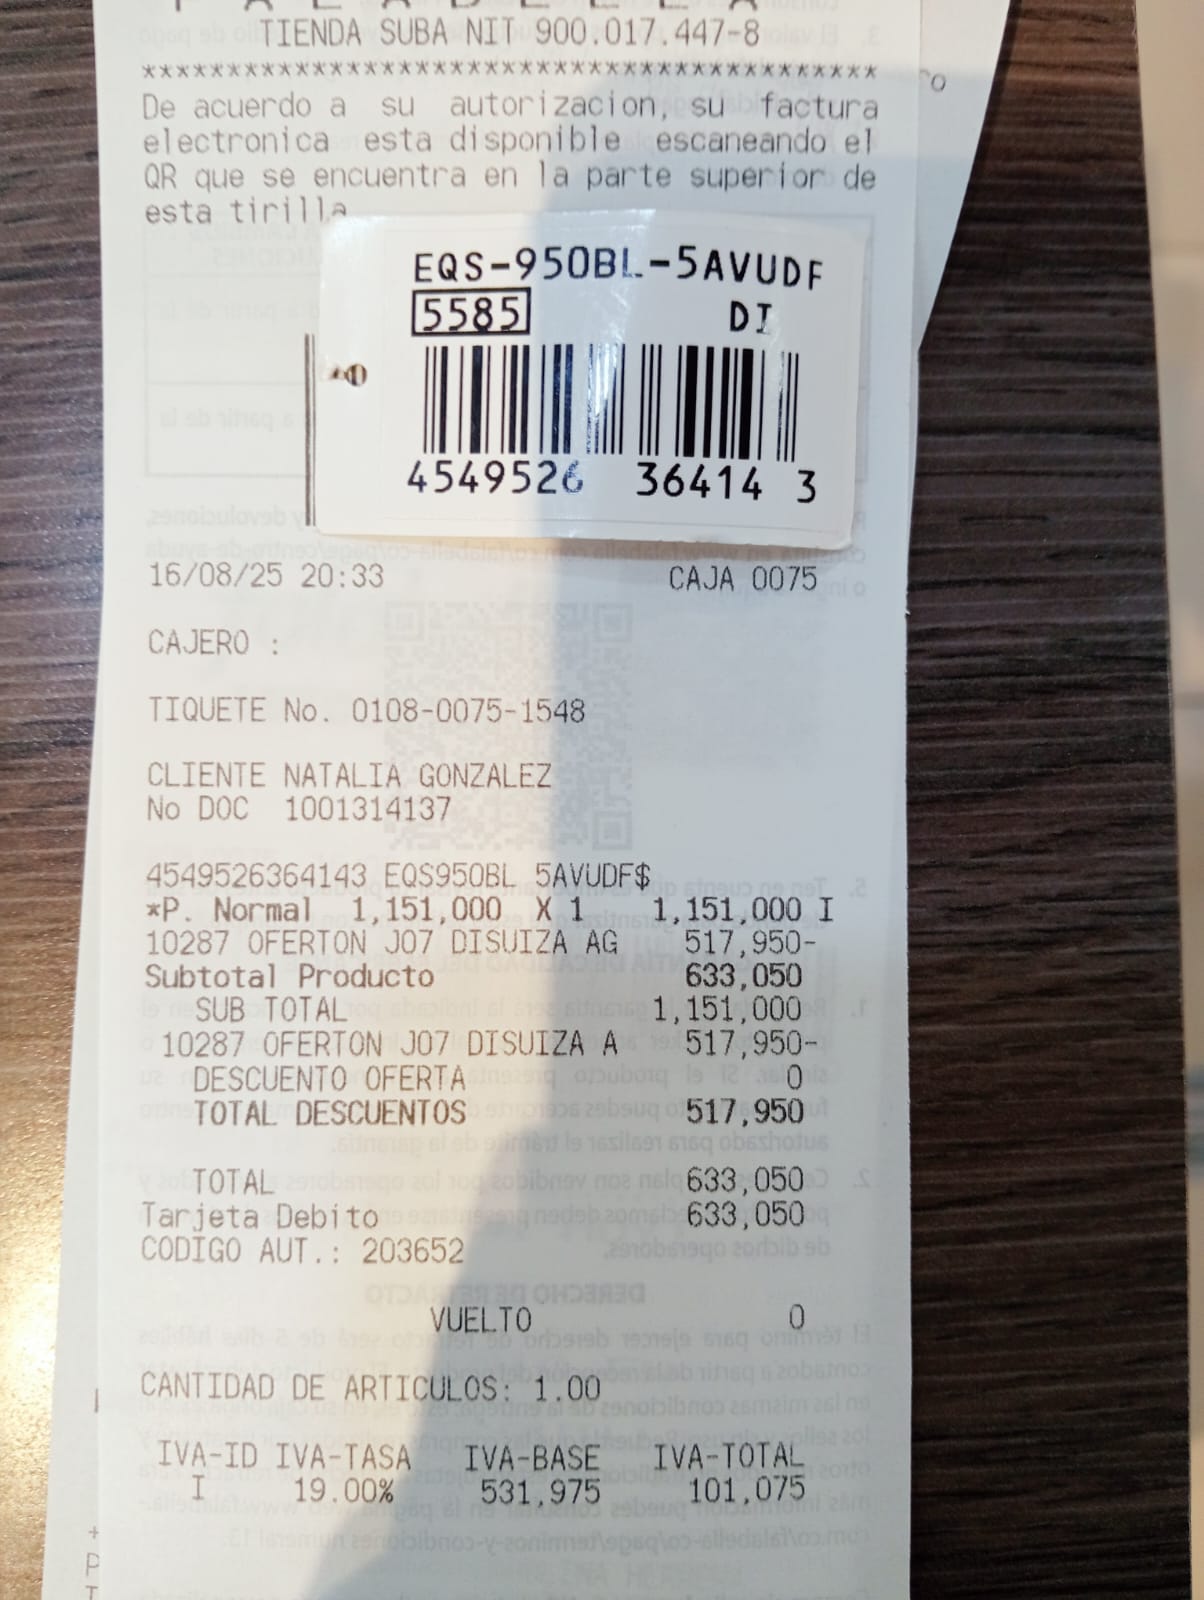 FALABELLA
TIENDA SUBA NIT 900.017.447-8
********************************************
De acuerdo a su autorizacion, su factura
electronica esta disponible escaneando el
QR que se encuentra en la parte superior de
esta tirilla
EQS-950BL-5AVUDF
5585 DI
4549526 36414 3
16/08/25 20:33 CAJA 0075
CAJERO :
TIQUETE No. 0108-0075-1548
CLIENTE NATALIA GONZALEZ
No DOC 1001314137
4549526364143 EQS950BL 5AVUDF$
*P. Normal 1,151,000 X 1 1,151,000 I
10287 OFERTON J07 DISUIZA AG 517,950-
Subtotal Producto 633,050
SUB TOTAL 1,151,000
10287 OFERTON J07 DISUIZA A 517,950-
DESCUENTO OFERTA 0
TOTAL DESCUENTOS 517,950
TOTAL 633,050
Tarjeta Debito 633,050
CODIGO AUT.: 203652
VUELTO 0
CANTIDAD DE ARTICULOS: 1.00
IVA-ID IVA-TASA IVA-BASE IVA-TOTAL
I 19.00% 531,975 101,075